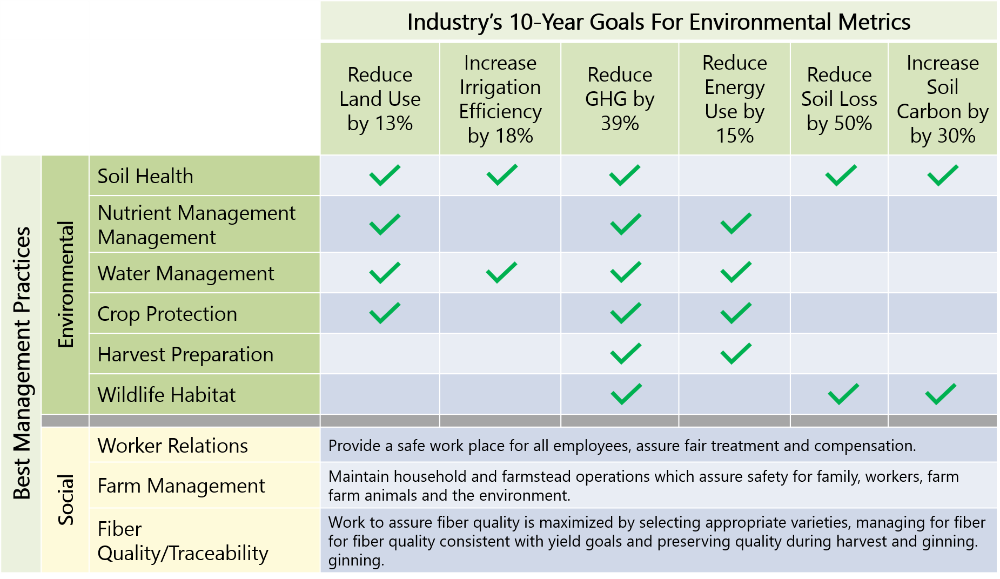 Industry's 10-Year Goals For Environmental Metrics
Reduce
Land Use
by 13%
Increase
Irrigation
Efficiency
by 18%
Reduce
GHG by
39%
Reduce
Energy
Use by
15%
Reduce
Soil Loss
by 50%
Increase
Soil
Carbon by
by 30%
Best Management Practices
Environmental
Soil Health
Nutrient Management
Management
Water Management
Crop Protection
Harvest Preparation
Wildlife Habitat
Social
Worker Relations
Provide a safe work place for all employees, assure fair treatment and compensation.
Farm Management
Maintain household and farmstead operations which assure safety for family, workers, farm
farm animals and the environment.
Fiber
Quality/Traceability
Work to assure fiber quality is maximized by selecting appropriate varieties, managing for fiber
for fiber quality consistent with yield goals and preserving quality during harvest and ginning.
ginning.